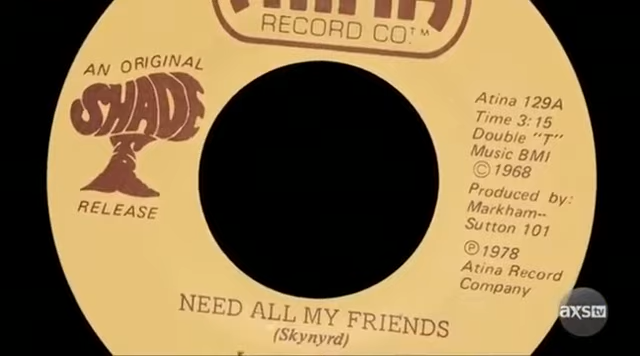 RECORD CO.™
AN ORIGINAL
SHADE
TREE
RELEASE
Atina 129A
Time 3:15
Double "T"
Music BMI
©1968
Produced by:
Markham--
Sutton 101
℗1978
Atina Record
Company
NEED ALL MY FRIENDS
(Skynyrd)
axs tv